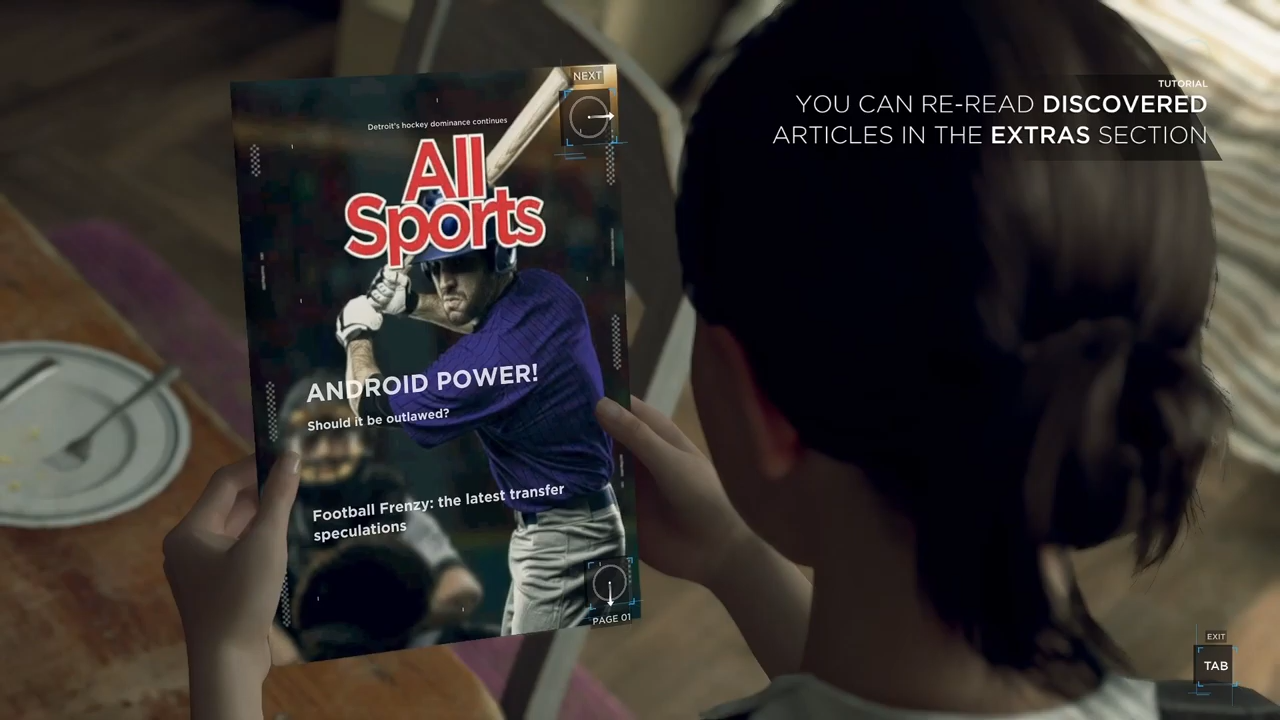 NEXT
Detroit's hockey dominance continues
All
Sports
ANDROID POWER!
Should it be outlawed?
Football Frenzy: the latest transfer
speculations
PAGE 01
TUTORIAL
YOU CAN RE-READ DISCOVERED
ARTICLES IN THE EXTRAS SECTION
EXIT
TAB